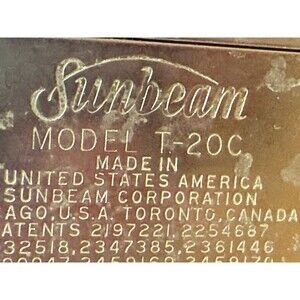 Sunbeam
MODEL T-20C
MADE IN
UNITED STATES AMERICA
SUNBEAM CORPORATION
AGO, U.S.A. TORONTO, CANADA
ATENTS 2197221, 2254687
32518, 2347385, 2361446